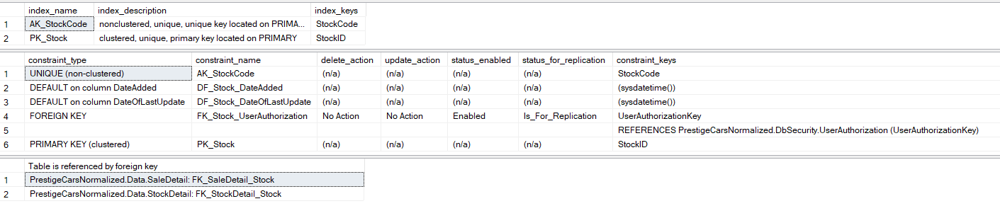 index_name index_description index_keys
1 AK_StockCode nonclustered, unique, unique key located on PRIMA... StockCode
2 PK_Stock clustered, unique, primary key located on PRIMARY StockID
constraint_type constraint_name delete_action update_action status_enabled status_for_replication constraint_keys
1 UNIQUE (non-clustered) AK_StockCode (n/a) (n/a) (n/a) (n/a) StockCode
2 DEFAULT on column DateAdded DF_Stock_DateAdded (n/a) (n/a) (n/a) (n/a) (sysdatetime())
3 DEFAULT on column DateOfLastUpdate DF_Stock_DateOfLastUpdate (n/a) (n/a) (n/a) (n/a) (sysdatetime())
4 FOREIGN KEY FK_Stock_UserAuthorization No Action No Action Enabled Is_For_Replication UserAuthorizationKey
5 REFERENCES PrestigeCarsNormalized.DbSecurity.UserAuthorization (UserAuthorizationKey)
6 PRIMARY KEY (clustered) PK_Stock (n/a) (n/a) (n/a) (n/a) StockID
Table is referenced by foreign key
1 PrestigeCarsNormalized.Data.SaleDetail: FK_SaleDetail_Stock
2 PrestigeCarsNormalized.Data.StockDetail: FK_StockDetail_Stock